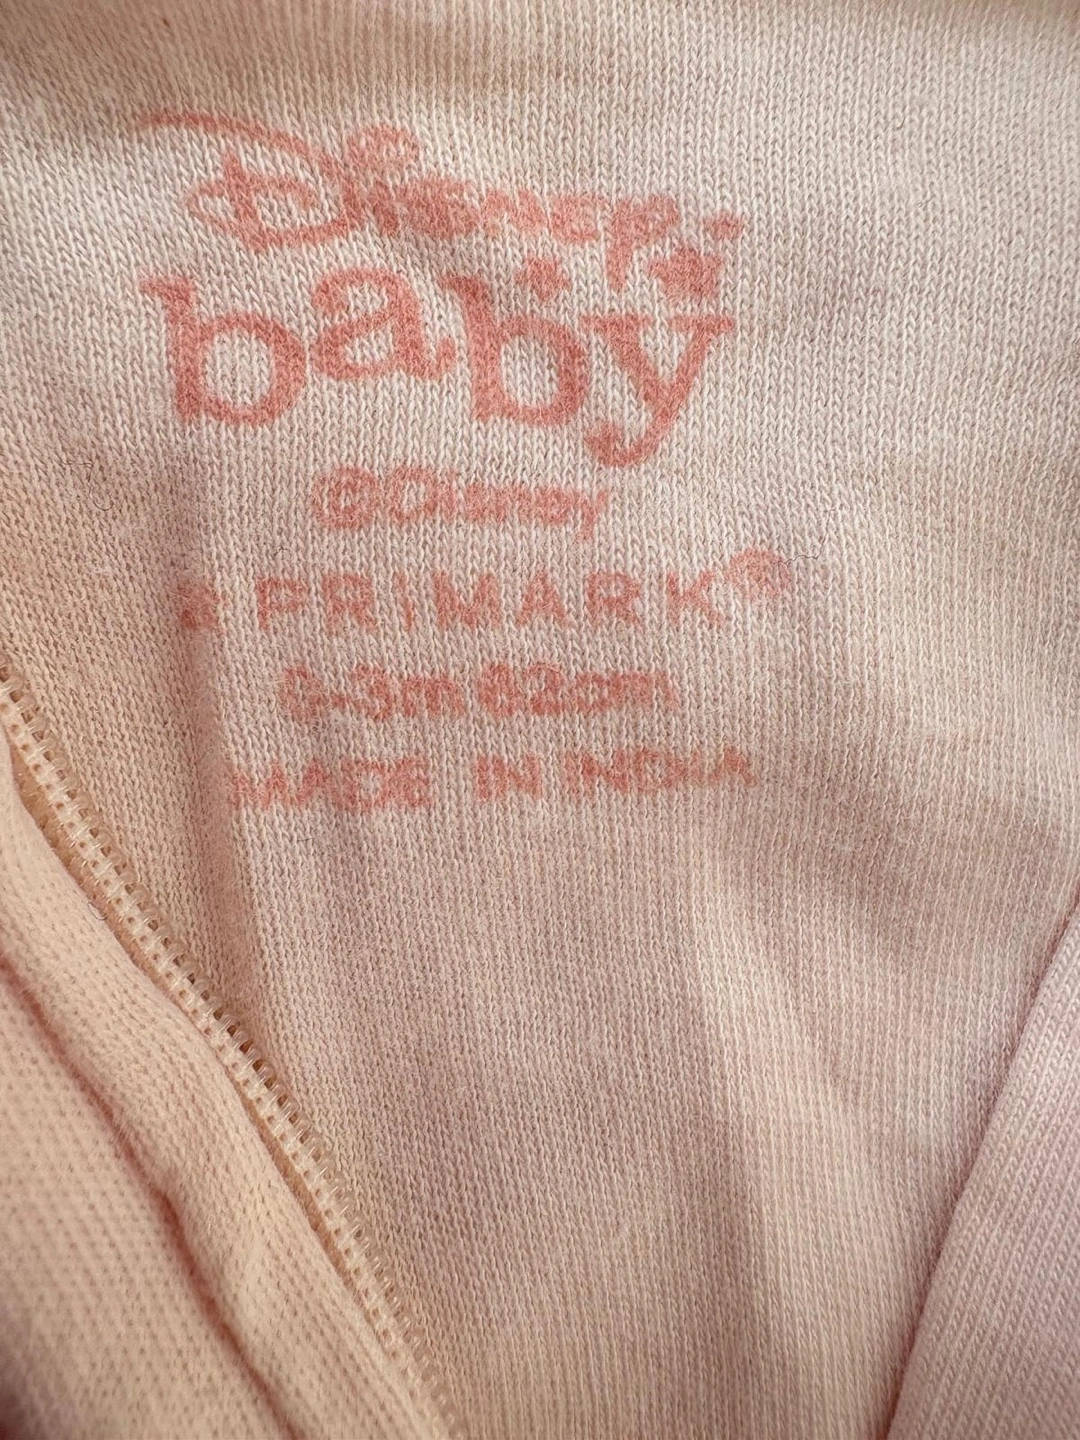 Disney
baby
©Disney
PRIMARK®
0-3m 62cm
MADE IN INDIA